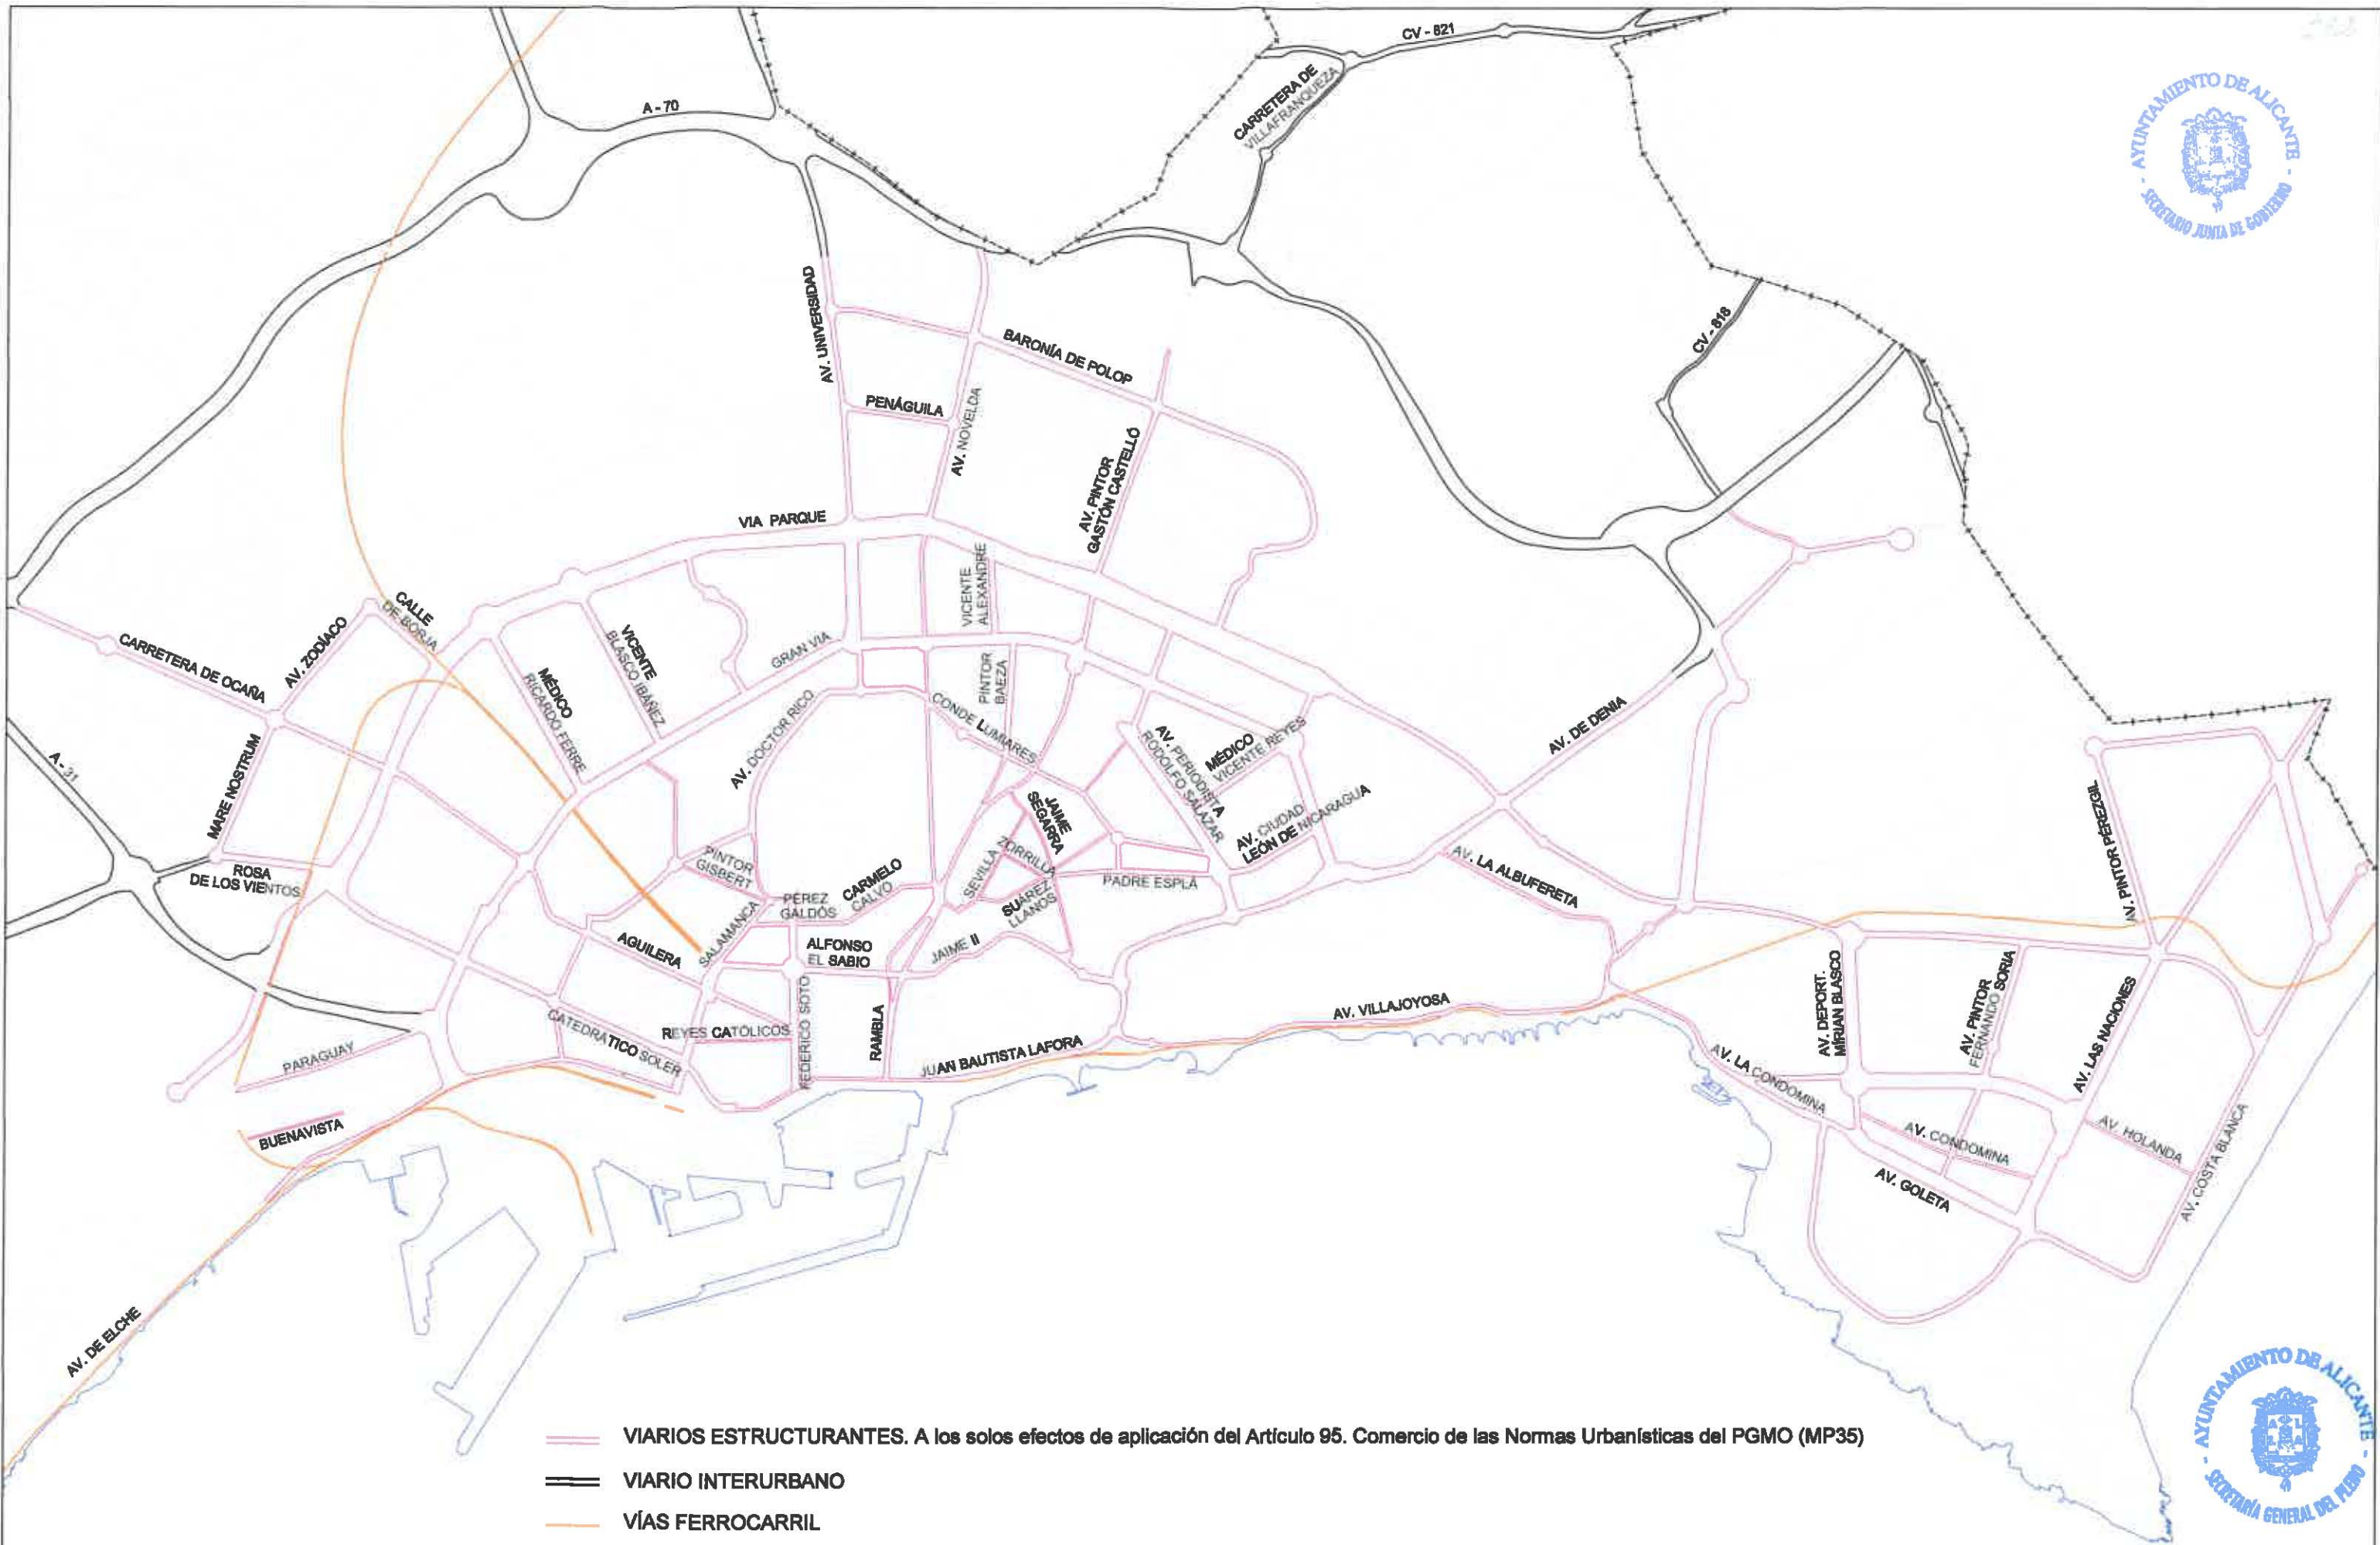 CV - 821
CARRETERA DE
VILLAFRANQUEZA
AYUNTAMIENTO DE ALICANTE
SECRETARIO JUNTA DE GOBIERNO
A - 70
AV. UNIVERSIDAD
BARONÍA DE POLOP
CV - 818
PENÁGUILA
AV. NOVELDA
AV. PINTOR
GASTÓN CASTELLÓ
VIA PARQUE
VICENTE
ALEXANDRE
CALLE
DE BORJA
AV. ZODÍACO
CARRETERA DE OCAÑA
VICENTE
BLASCO IBÁÑEZ
MÉDICO
RICARDO FERRE
GRAN VIA
PINTOR
BAEZA
CONDE LUMIARES
AV. DOCTOR RICO
A - 31
MARE NOSTRUM
AV. PERIODISTA
RODOLFO SALAZAR
MÉDICO
VICENTE REYES
AV. DE DENIA
JAIME
SEGARRA
AV. CIUDAD
LEÓN DE NICARAGUA
AV. PINTOR PÉREZGIL
ROSA
DE LOS VIENTOS
PINTOR
GISBERT
PÉREZ
GALDÓS
CARMELO
CALVO
SEVILLA
ZORRILLA
SUÁREZ
LLANOS
PADRE ESPLÁ
AV. LA ALBUFERETA
AGUILERA
SALAMANCA
ALFONSO
EL SABIO
JAIME II
CATEDRATICO SOLER
REYES CATÓLICOS
FEDERICO SOTO
RAMBLA
JUAN BAUTISTA LAFORA
AV. VILLAJOYOSA
AV. DEPORT.
MÍRIAN BLASCO
AV. PINTOR
FERNANDO SORIA
AV. LAS NACIONES
PARAGUAY
BUENAVISTA
AV. LA CONDOMINA
AV. CONDOMINA
AV. HOLANDA
AV. COSTA BLANCA
AV. GOLETA
AV. DE ELCHE
VIARIOS ESTRUCTURANTES. A los solos efectos de aplicación del Artículo 95. Comercio de las Normas Urbanísticas del PGMO (MP35)
VIARIO INTERURBANO
VÍAS FERROCARRIL
AYUNTAMIENTO DE ALICANTE
SECRETARÍA GENERAL DEL PLENO